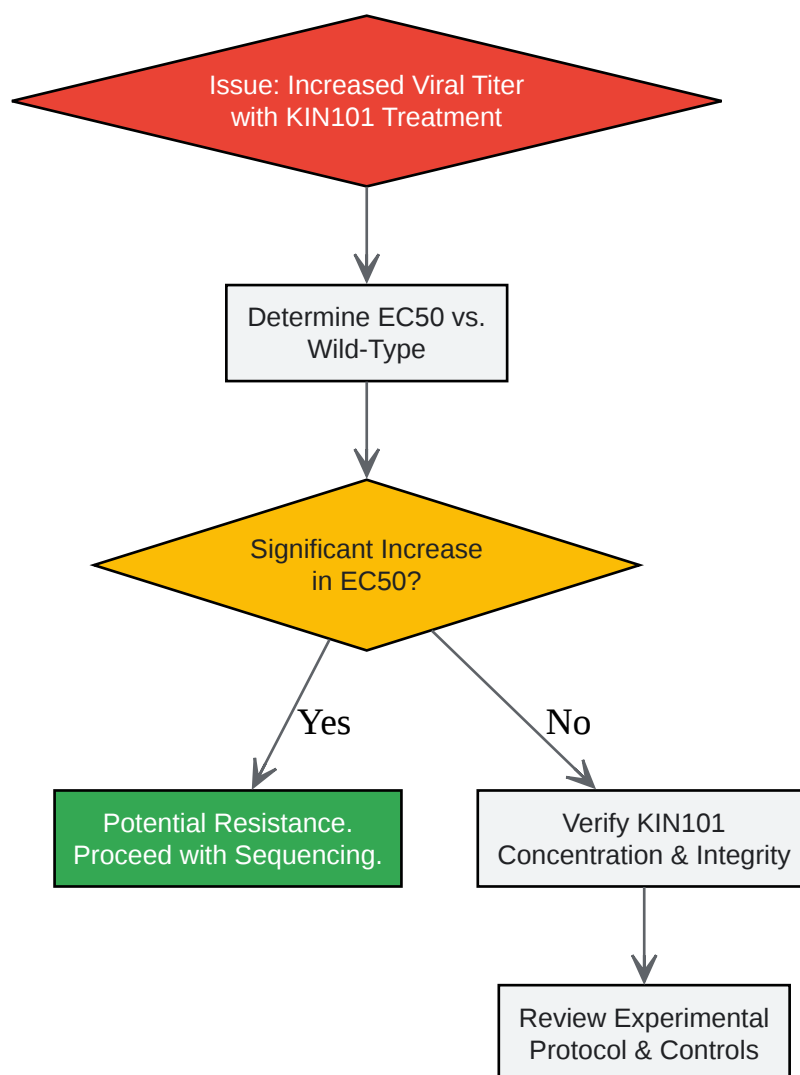 Issue: Increased Viral Titer
with KIN101 Treatment
Determine EC50 vs.
Wild-Type
Significant Increase
in EC50?
Yes
No
Potential Resistance.
Proceed with Sequencing.
Verify KIN101
Concentration & Integrity
Review Experimental
Protocol & Controls